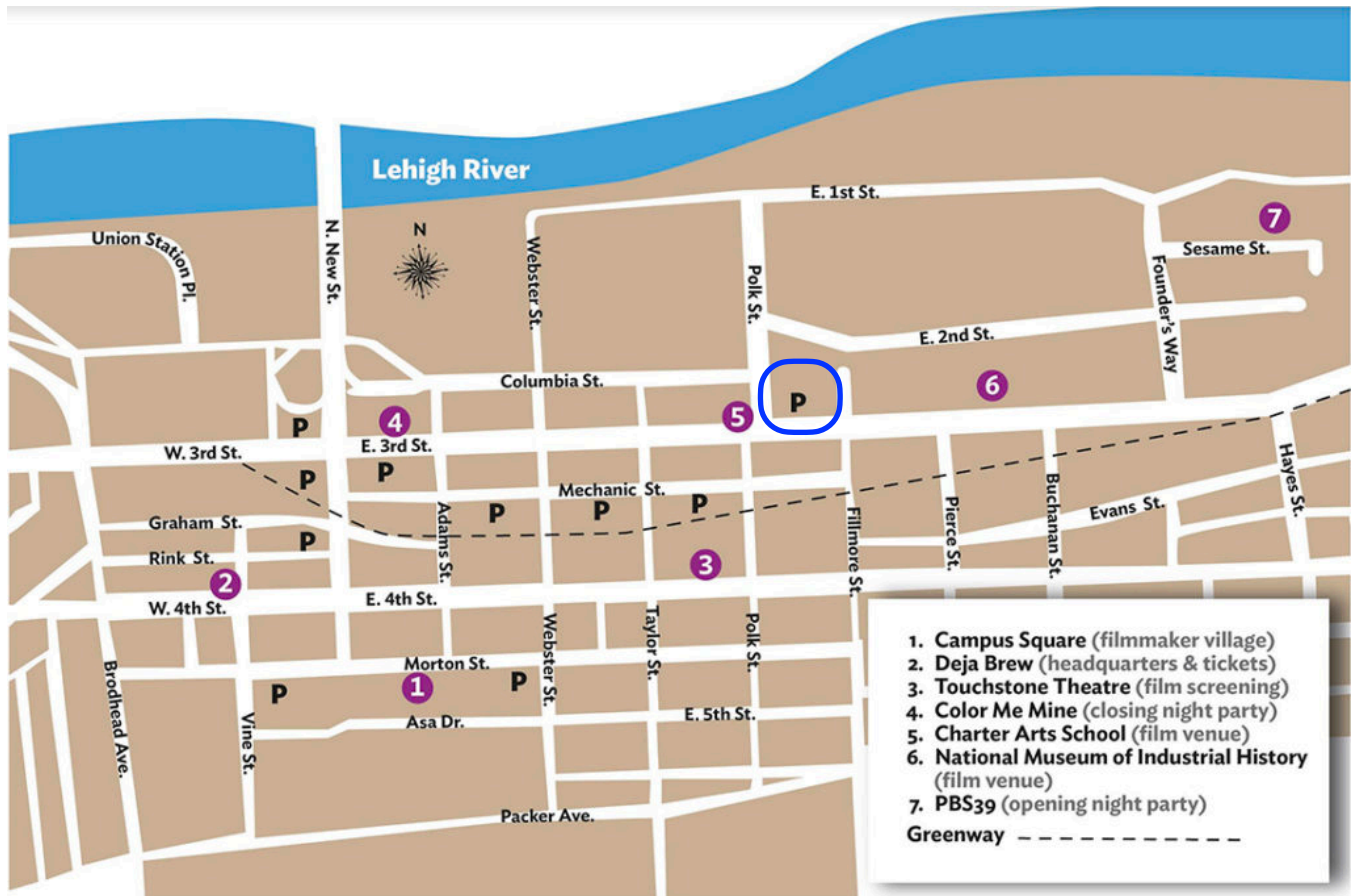 Lehigh River
E. 1st St.
7
Union Station Pl.
N. New St.
N
Webster St.
Polk St.
Founder's Way
Sesame St.
E. 2nd St.
Columbia St.
6
P
5
4
P
W. 3rd St.
E. 3rd St.
P
P
Mechanic St.
P
P
P
Graham St.
Adams St.
Fillmore St.
Pierce St.
Buchanan St.
Evans St.
Hayes St.
P
Rink St.
2
3
W. 4th St.
E. 4th St.
Brodhead Ave.
Vine St.
Morton St.
Webster St.
Taylor St.
Polk St.
P
1
P
Asa Dr.
E. 5th St.
Packer Ave.
1. Campus Square (filmmaker village)
2. Deja Brew (headquarters & tickets)
3. Touchstone Theatre (film screening)
4. Color Me Mine (closing night party)
5. Charter Arts School (film venue)
6. National Museum of Industrial History
(film venue)
7. PBS39 (opening night party)
Greenway